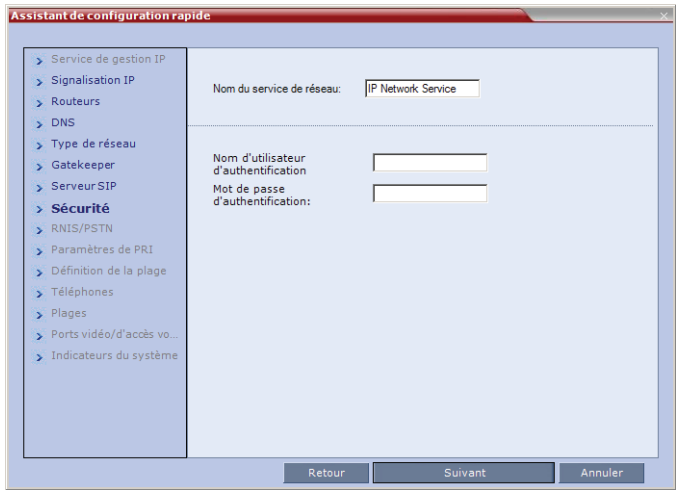 Assistant de configuration rapide
Service de gestion IP
Signalisation IP
Routeurs
DNS
Type de réseau
Gatekeeper
Serveur SIP
Sécurité
RNIS/PSTN
Paramètres de PRI
Définition de la plage
Téléphones
Plages
Ports vidéo/d'accès vo...
Indicateurs du système
Nom du service de réseau:
IP Network Service
Nom d'utilisateur
d'authentification
Mot de passe
d'authentification:
Retour
Suivant
Annuler